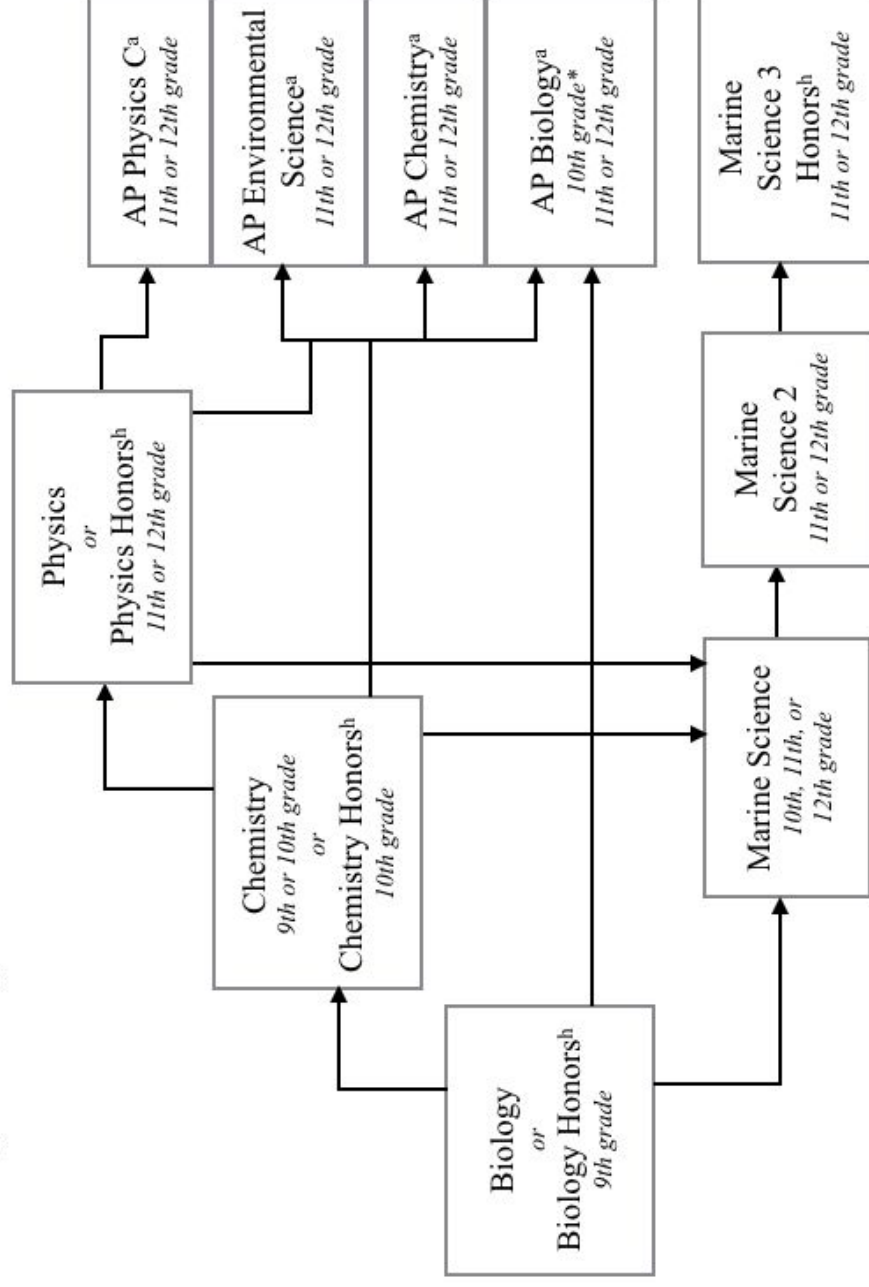 Biology
or
Biology Honorsʰ
9th grade
Chemistry
9th or 10th grade
or
Chemistry Honorsʰ
10th grade
Physics
or
Physics Honorsʰ
11th or 12th grade
AP Physics Cᵃ
11th or 12th grade
AP Environmental
Scienceᵃ
11th or 12th grade
AP Chemistryᵃ
11th or 12th grade
AP Biologyᵃ
10th grade*
11th or 12th grade
Marine Science
10th, 11th, or
12th grade
Marine
Science 2
11th or 12th grade
Marine
Science 3
Honorsʰ
11th or 12th grade